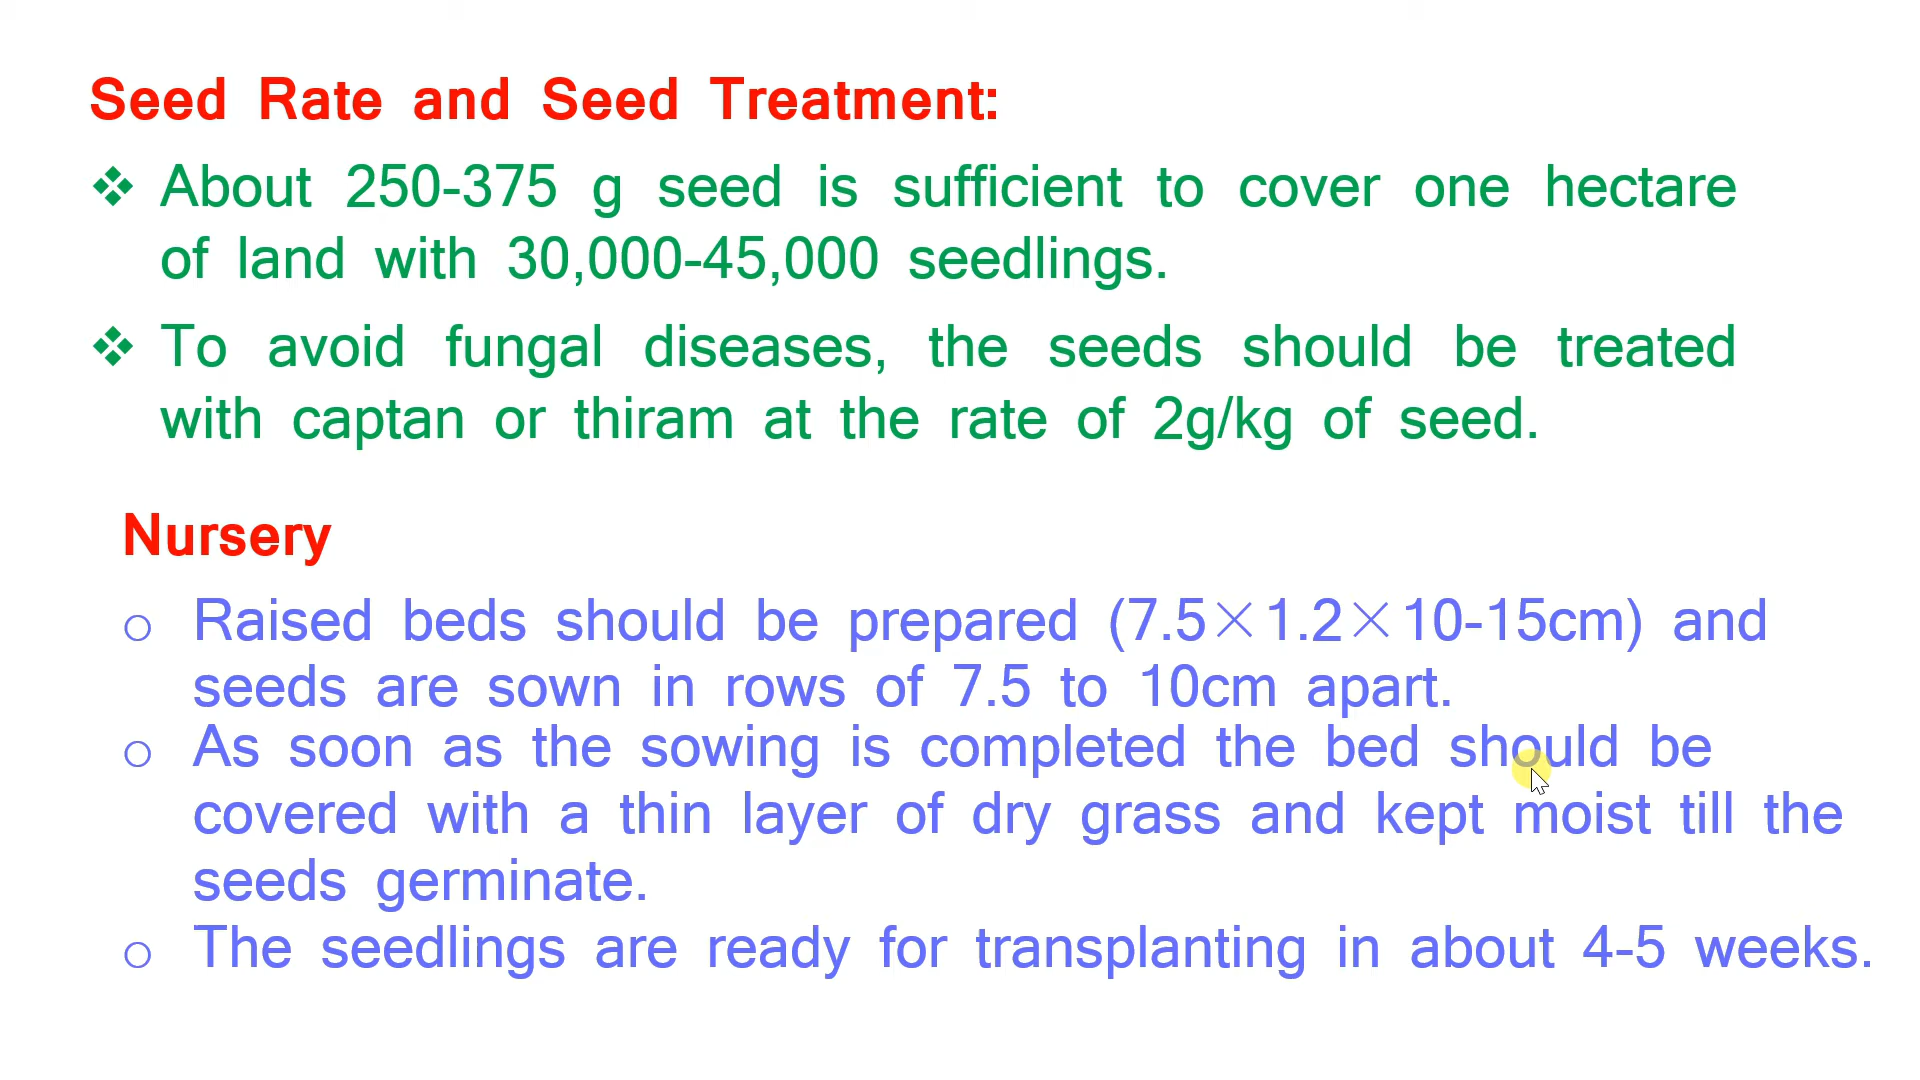 Seed Rate and Seed Treatment:
❖ About 250-375 g seed is sufficient to cover one hectare
of land with 30,000-45,000 seedlings.
❖ To avoid fungal diseases, the seeds should be treated
with captan or thiram at the rate of 2g/kg of seed.
Nursery
o Raised beds should be prepared (7.5×1.2×10-15cm) and
seeds are sown in rows of 7.5 to 10cm apart.
o As soon as the sowing is completed the bed should be
covered with a thin layer of dry grass and kept moist till the
seeds germinate.
o The seedlings are ready for transplanting in about 4-5 weeks.